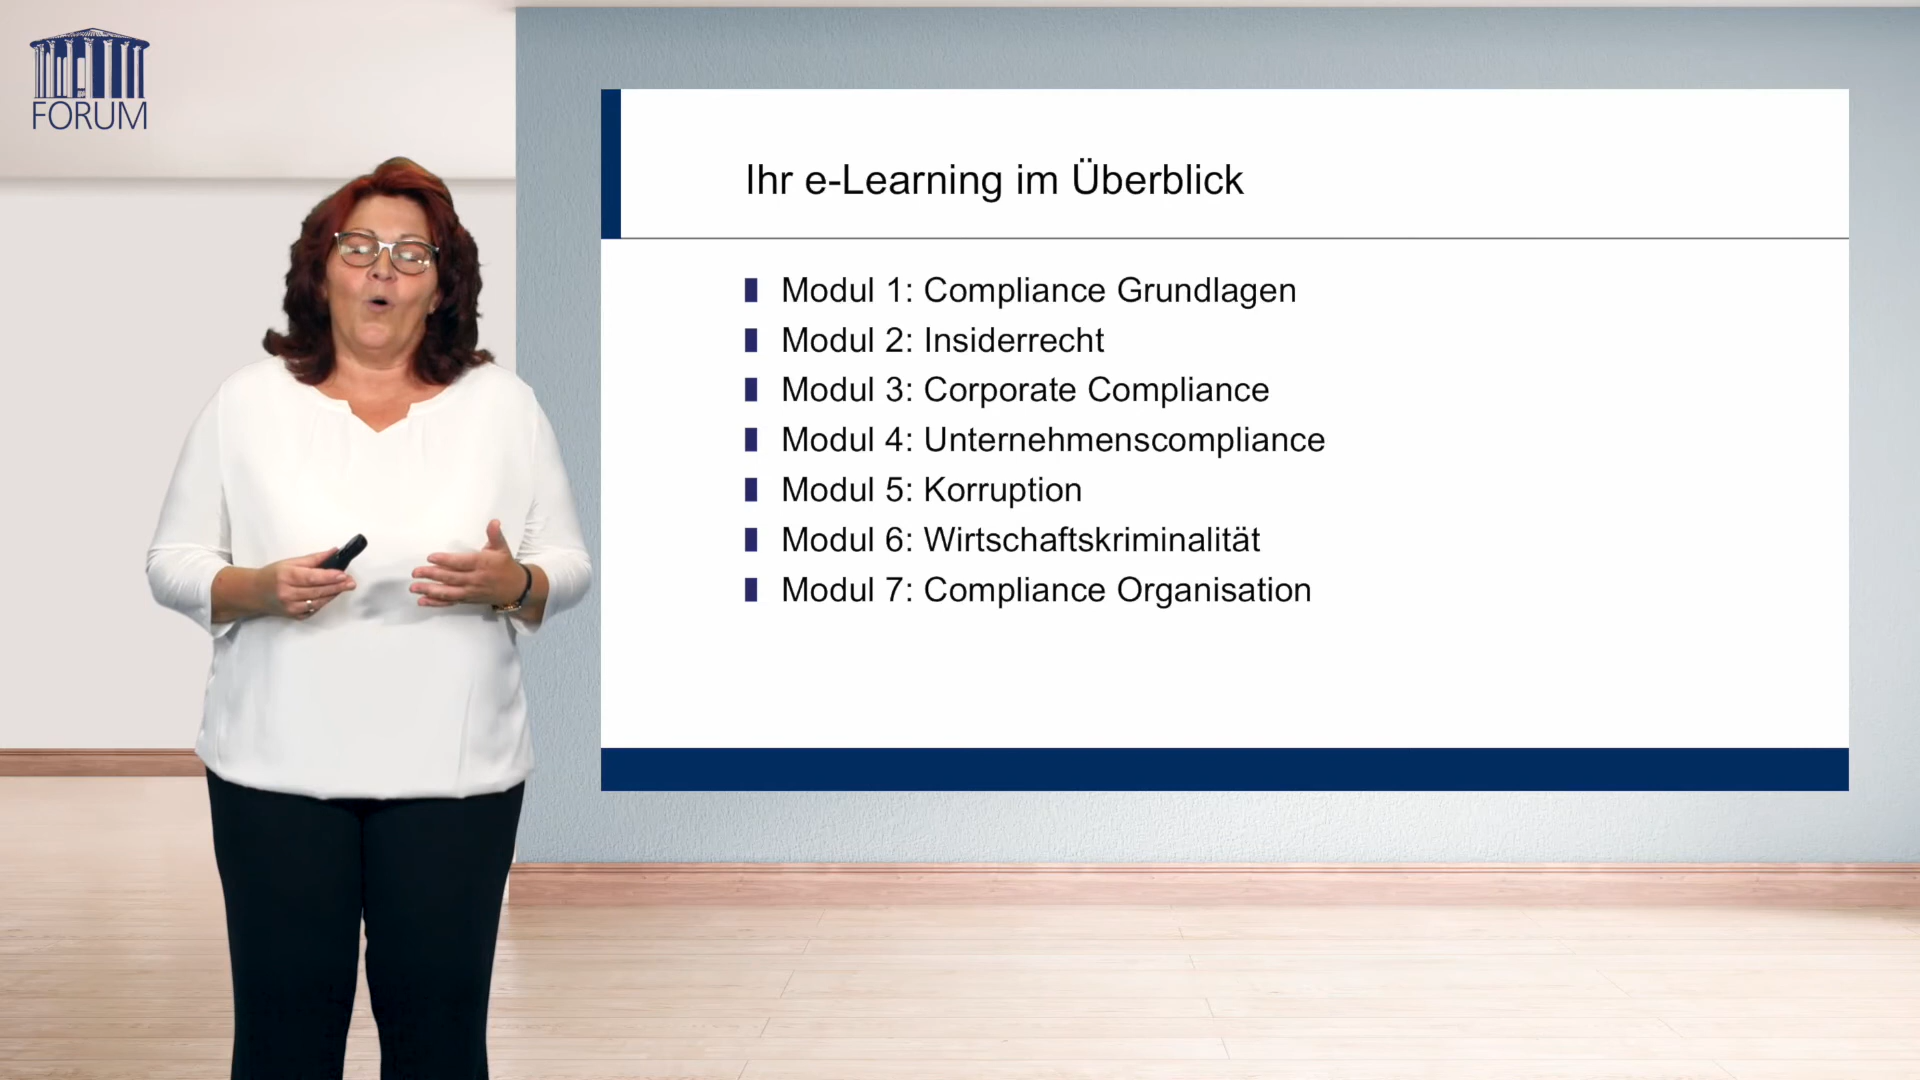 FORUM
Ihr e-Learning im Überblick
Modul 1: Compliance Grundlagen
Modul 2: Insiderrecht
Modul 3: Corporate Compliance
Modul 4: Unternehmenscompliance
Modul 5: Korruption
Modul 6: Wirtschaftskriminalität
Modul 7: Compliance Organisation